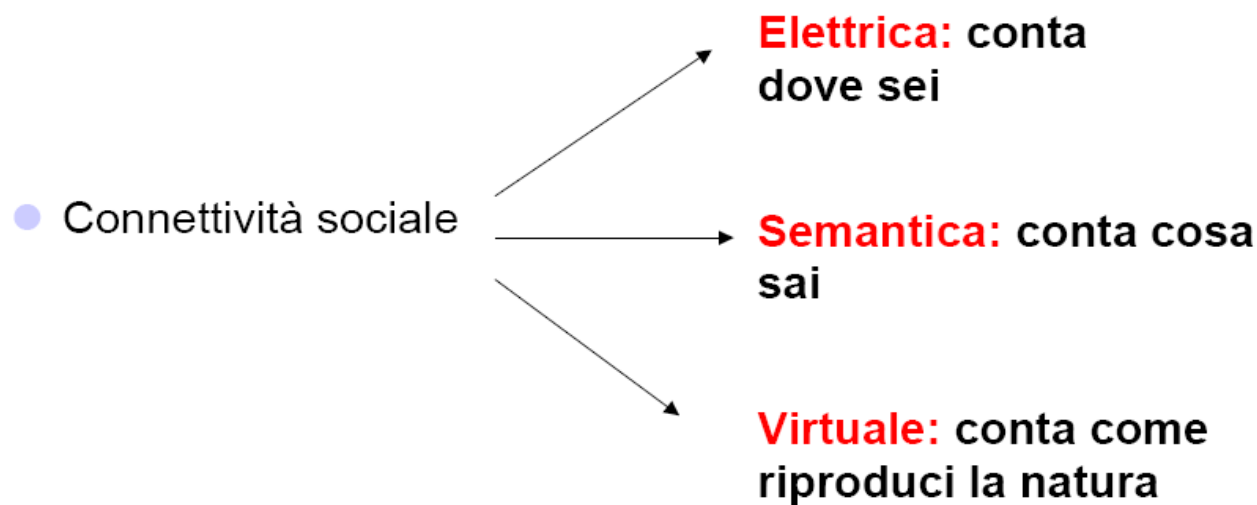 Elettrica: conta
dove sei
Connettività sociale
Semantica: conta cosa
sai
Virtuale: conta come
riproduci la natura